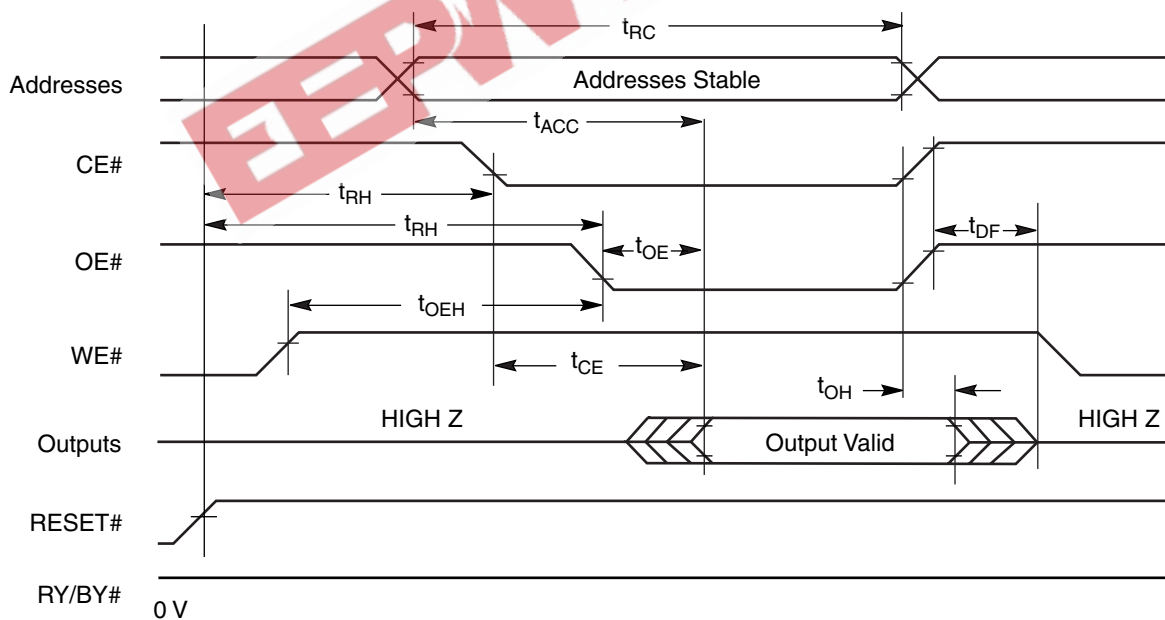 EEPW
tRC
Addresses
Addresses Stable
tACC
CE#
tRH
tRH
tDF
OE#
tOE
tOEH
WE#
tCE
tOH
HIGH Z
HIGH Z
Outputs
Output Valid
RESET#
RY/BY#
0 V